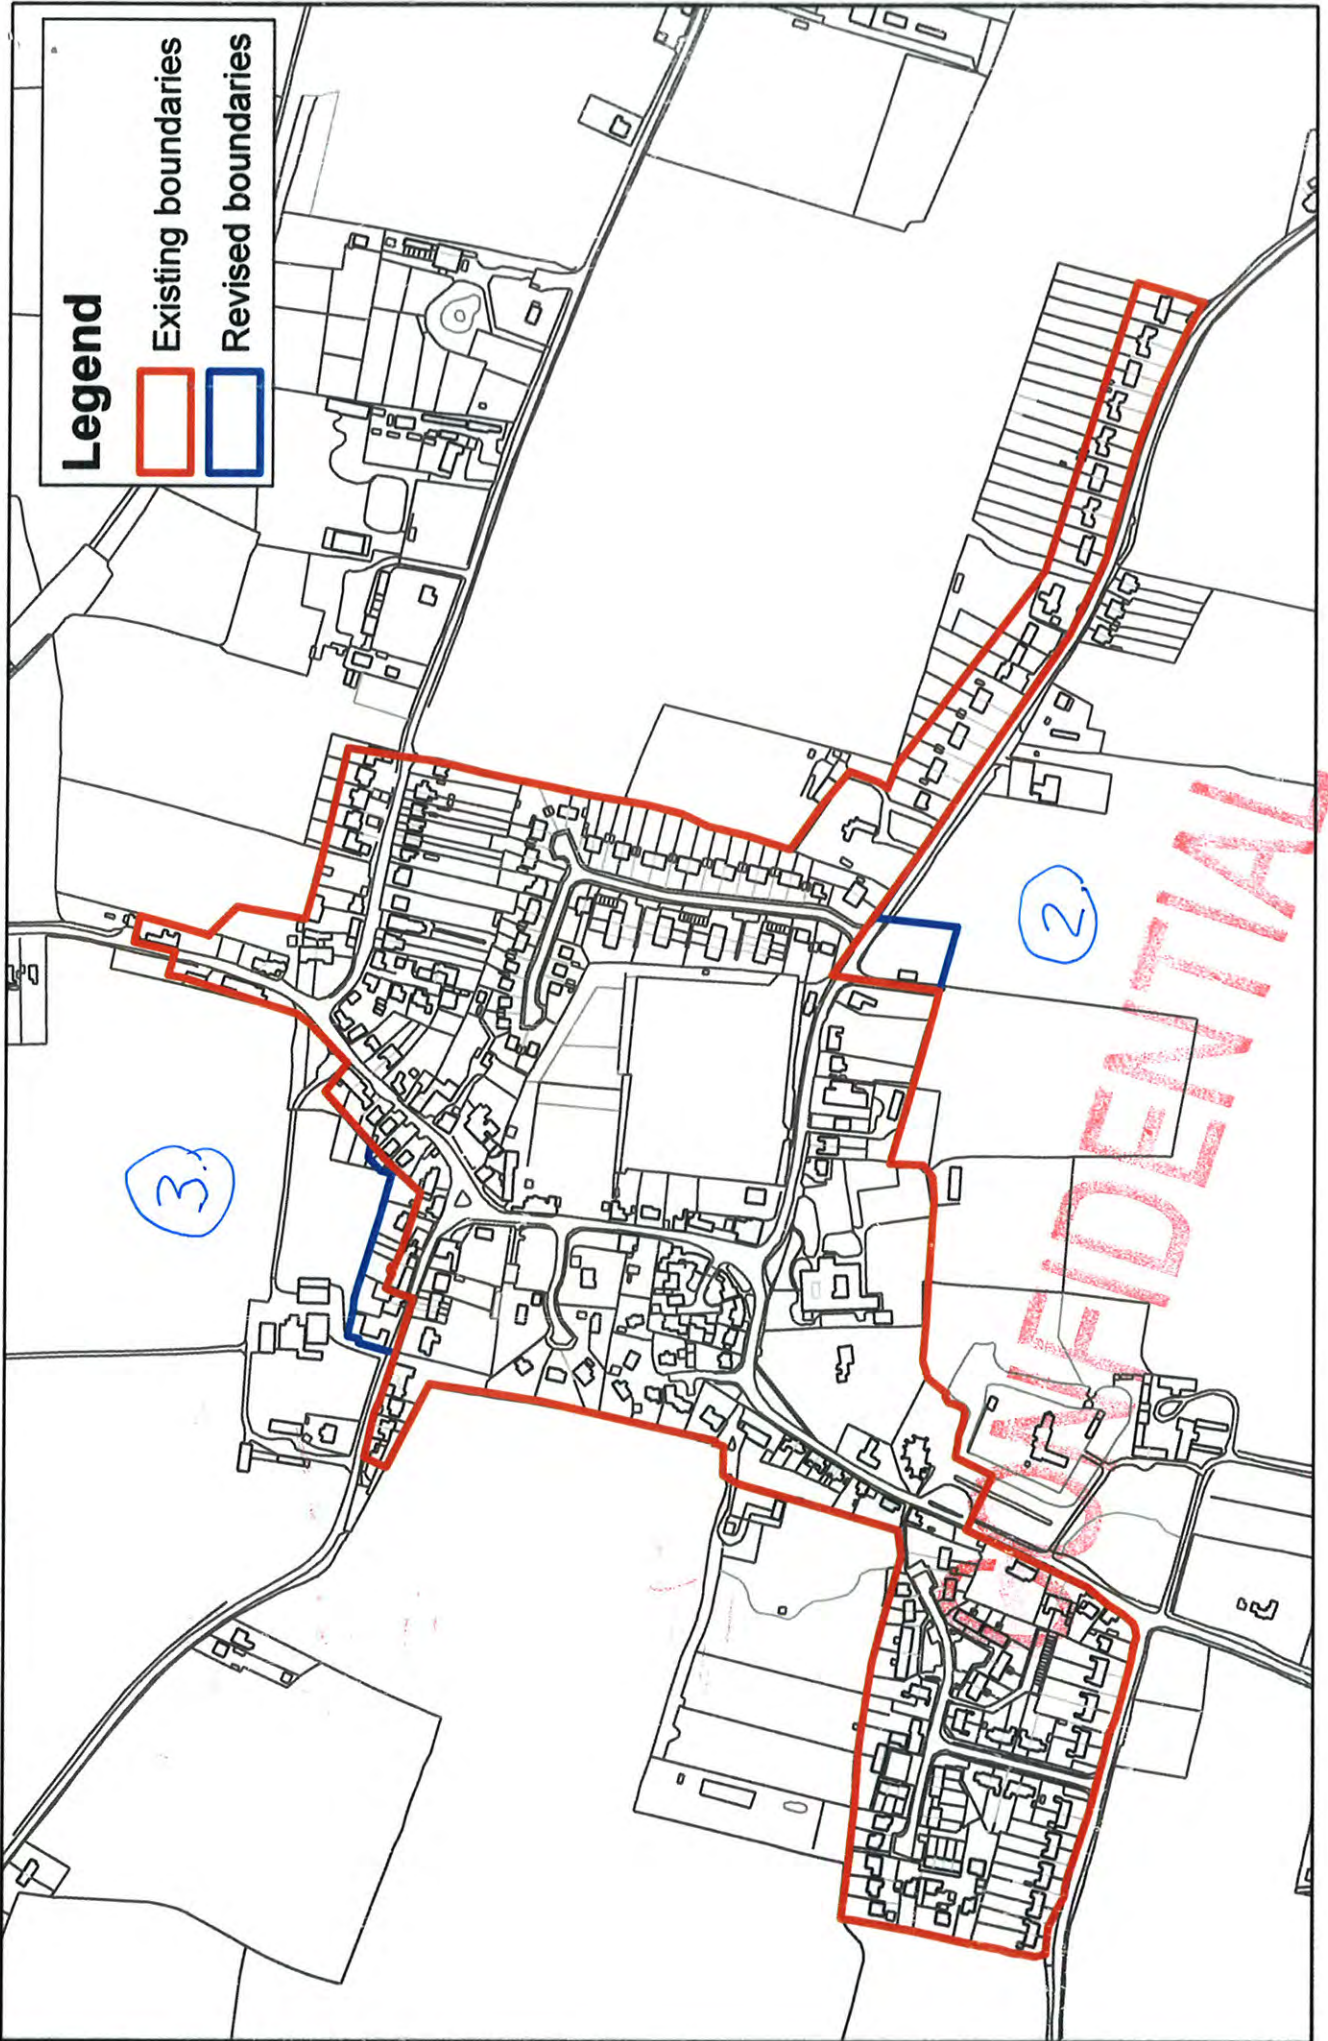 Legend
Existing boundaries
Revised boundaries
3.
2.
CONFIDENTIAL